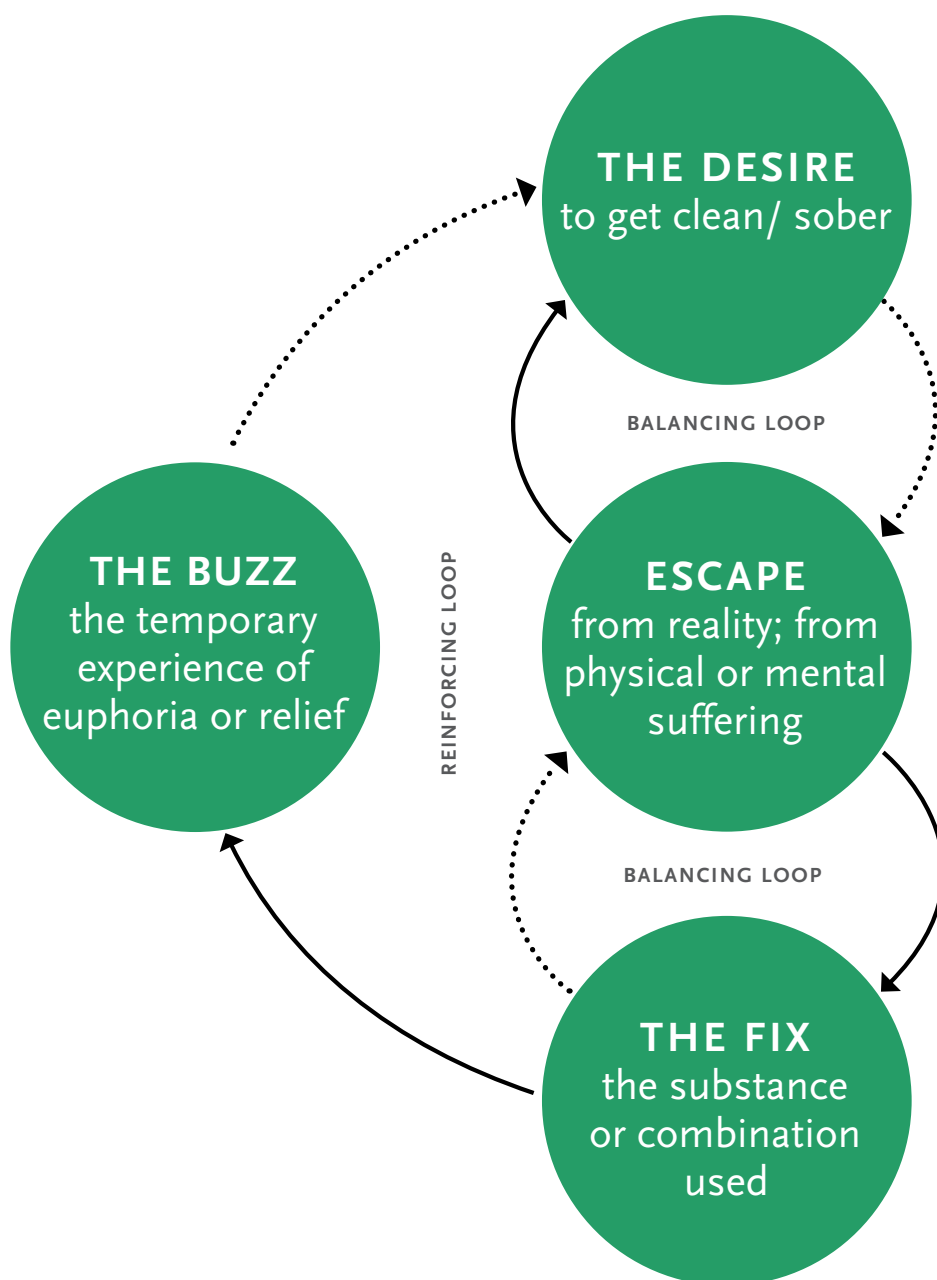 THE DESIRE
to get clean/ sober
BALANCING LOOP
THE BUZZ
the temporary
experience of
euphoria or relief
REINFORCING LOOP
ESCAPE
from reality; from
physical or mental
suffering
BALANCING LOOP
THE FIX
the substance
or combination
used